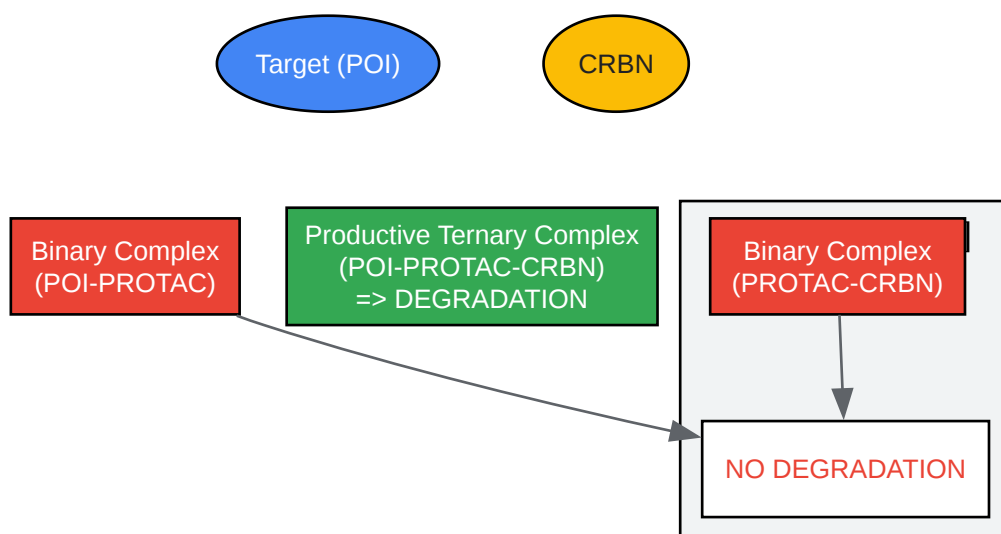 Target (POI)
CRBN
Binary Complex
(POI-PROTAC)
Productive Ternary Complex
(POI-PROTAC-CRBN)
=> DEGRADATION
Binary Complex
(PROTAC-CRBN)
NO DEGRADATION